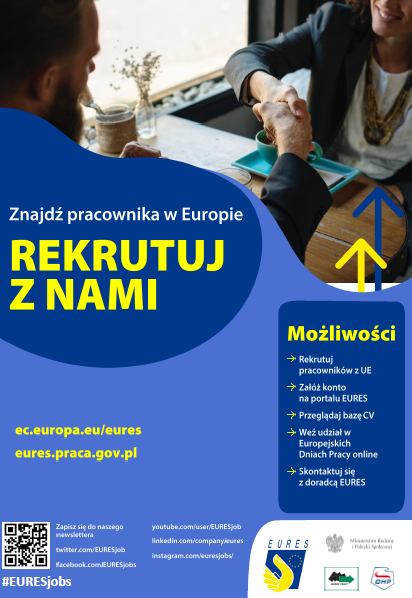 Znajdź pracownika w Europie
REKRUTUJ
Z NAMI
Możliwości
Rekrutuj
pracowników z UE
Załóż konto
na portalu EURES
Przeglądaj bazę CV
Weź udział w
Europejskich
Dniach Pracy online
Skontaktuj się
z doradcą EURES
ec.europa.eu/eures
eures.praca.gov.pl
Zapisz się do naszego
newslettera
twitter.com/EURESjob
facebook.com/EURESjobs
youtube.com/user/EURESjob
linkedin.com/company/eures
instagram.com/euresjobs/
#EURESjobs
EURES
Ministerstwo Rodziny
i Polityki Społecznej
OHP